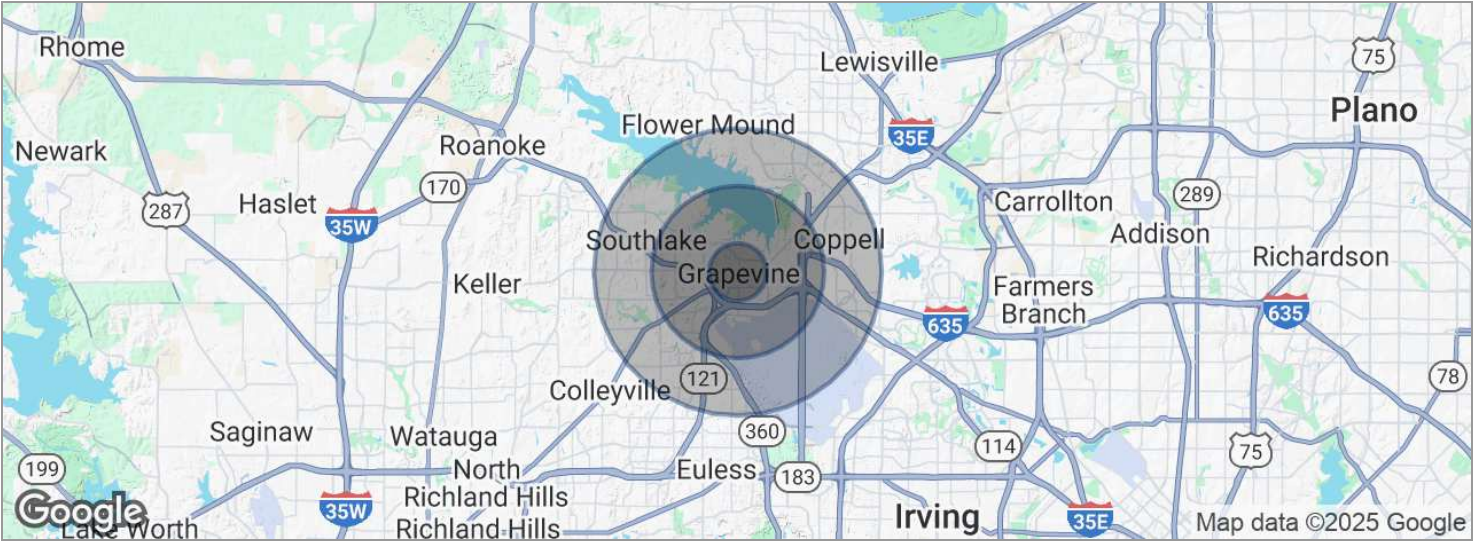 Rhome
Lewisville
75
Plano
Flower Mound
35E
Newark
Roanoke
170
287
Haslet
35W
289
Carrollton
Addison
Southlake
Coppell
Richardson
Grapevine
Keller
Farmers
Branch
635
635
121
78
Colleyville
360
Saginaw
Watauga
114
75
199
North
Richland Hills
Euless
183
35W
Richland Hills
Irving
35E
Google
Lake Worth
Map data ©2025 Google